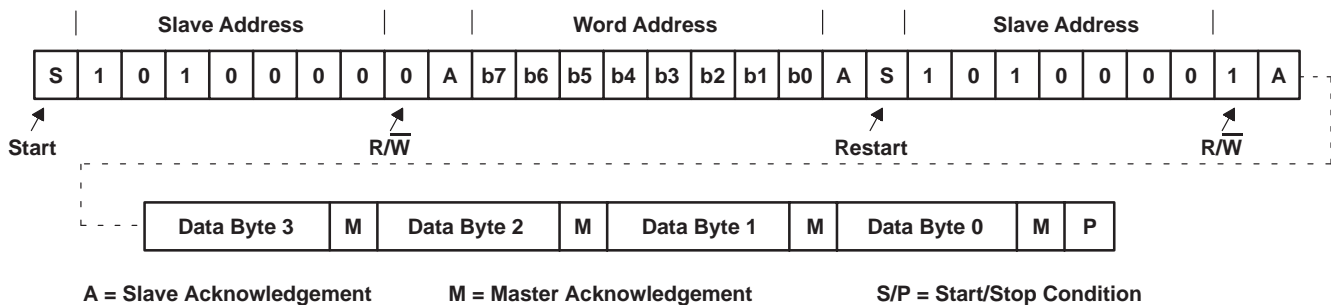 Slave Address Word Address Slave Address
S 1 0 1 0 0 0 0 0 A b7 b6 b5 b4 b3 b2 b1 b0 A S 1 0 1 0 0 0 0 1 A
Start R/W̅ Restart R/W̅
Data Byte 3 M Data Byte 2 M Data Byte 1 M Data Byte 0 M P
A = Slave Acknowledgement M = Master Acknowledgement S/P = Start/Stop Condition